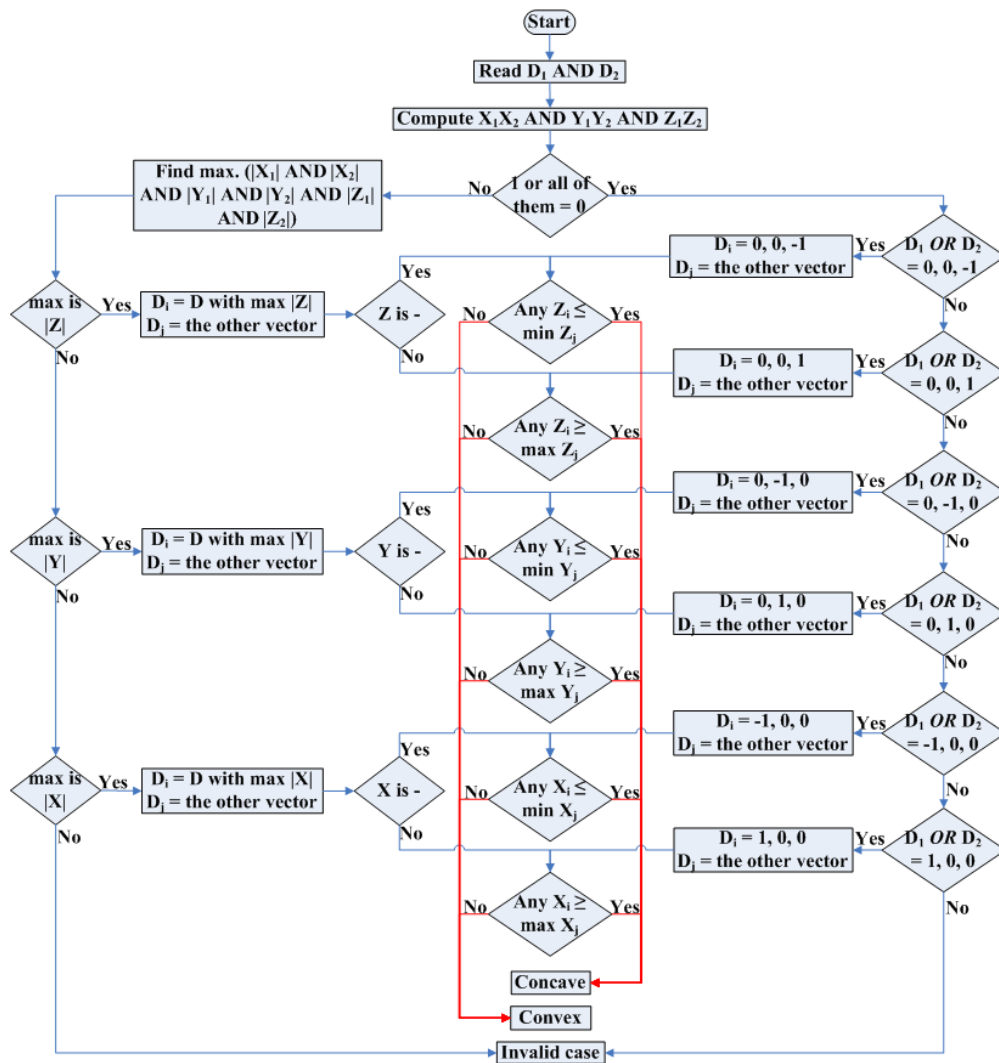 Start
Read D₁ AND D₂
Compute X₁X₂ AND Y₁Y₂ AND Z₁Z₂
Find max. (|X₁| AND |X₂|
AND |Y₁| AND |Y₂| AND |Z₁|
AND |Z₂|)
No
1 or all of
them = 0
Yes
max is
|Z|
Yes
No
Dᵢ = D with max |Z|
Dⱼ = the other vector
Yes
Z is -
No
No
Any Zᵢ ≤
min Zⱼ
Yes
Dᵢ = 0, 0, -1
Dⱼ = the other vector
Yes
D₁ OR D₂
= 0, 0, -1
No
No
Any Zᵢ ≥
max Zⱼ
Yes
Dᵢ = 0, 0, 1
Dⱼ = the other vector
Yes
D₁ OR D₂
= 0, 0, 1
No
max is
|Y|
Yes
No
Dᵢ = D with max |Y|
Dⱼ = the other vector
Yes
Y is -
No
No
Any Yᵢ ≤
min Yⱼ
Yes
Dᵢ = 0, -1, 0
Dⱼ = the other vector
Yes
D₁ OR D₂
= 0, -1, 0
No
No
Any Yᵢ ≥
max Yⱼ
Yes
Dᵢ = 0, 1, 0
Dⱼ = the other vector
Yes
D₁ OR D₂
= 0, 1, 0
No
max is
|X|
Yes
No
Dᵢ = D with max |X|
Dⱼ = the other vector
Yes
X is -
No
No
Any Xᵢ ≤
min Xⱼ
Yes
Dᵢ = -1, 0, 0
Dⱼ = the other vector
Yes
D₁ OR D₂
= -1, 0, 0
No
No
Any Xᵢ ≥
max Xⱼ
Yes
Dᵢ = 1, 0, 0
Dⱼ = the other vector
Yes
D₁ OR D₂
= 1, 0, 0
No
Concave
Convex
Invalid case